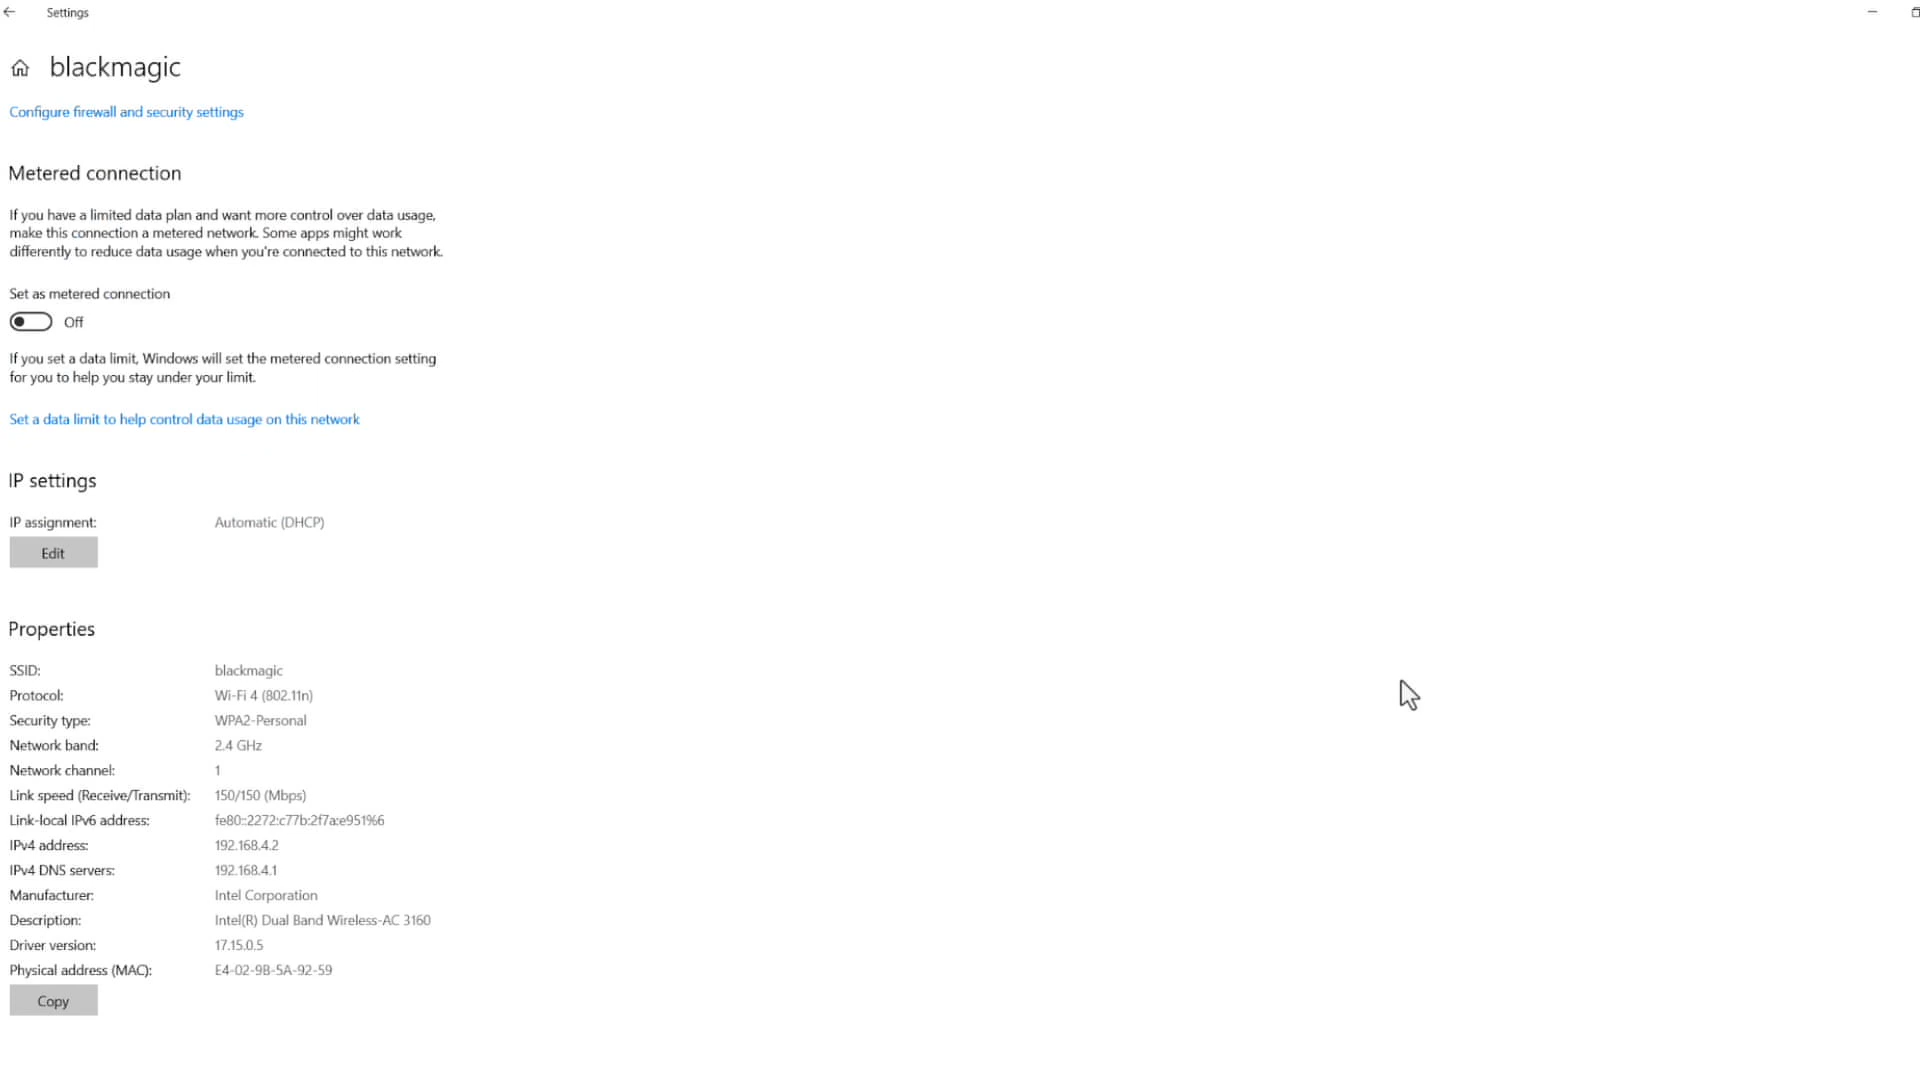 Settings
blackmagic
Configure firewall and security settings
Metered connection
If you have a limited data plan and want more control over data usage,
make this connection a metered network. Some apps might work
differently to reduce data usage when you're connected to this network.
Set as metered connection
Off
If you set a data limit, Windows will set the metered connection setting
for you to help you stay under your limit.
Set a data limit to help control data usage on this network
IP settings
IP assignment: Automatic (DHCP)
Edit
Properties
SSID: blackmagic
Protocol: Wi-Fi 4 (802.11n)
Security type: WPA2-Personal
Network band: 2.4 GHz
Network channel: 1
Link speed (Receive/Transmit): 150/150 (Mbps)
Link-local IPv6 address: fe80::2272:c77b:2f7a:e951%6
IPv4 address: 192.168.4.2
IPv4 DNS servers: 192.168.4.1
Manufacturer: Intel Corporation
Description: Intel(R) Dual Band Wireless-AC 3160
Driver version: 17.15.0.5
Physical address (MAC): E4-02-9B-5A-92-59
Copy